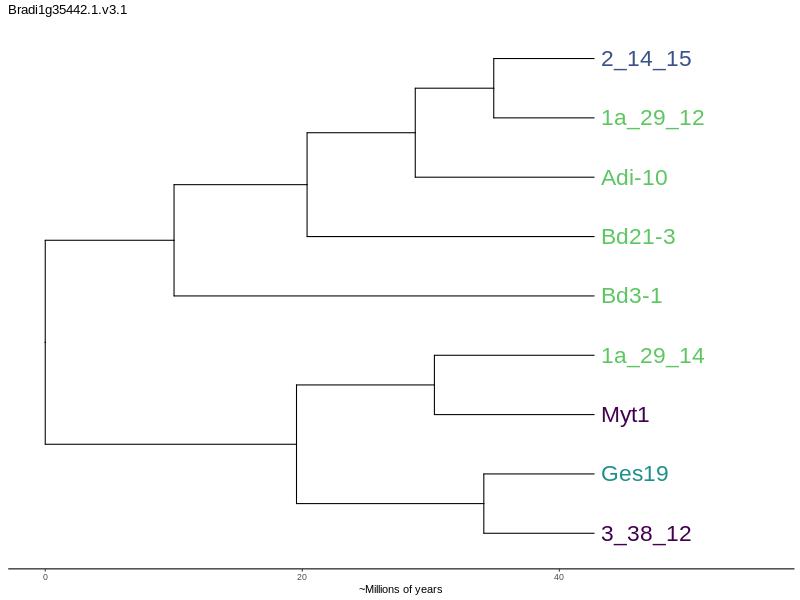 Bradi1g35442.1.v3.1
2_14_15
1a_29_12
Adi-10
Bd21-3
Bd3-1
1a_29_14
Myt1
Ges19
3_38_12
0 20 40
~Millions of years